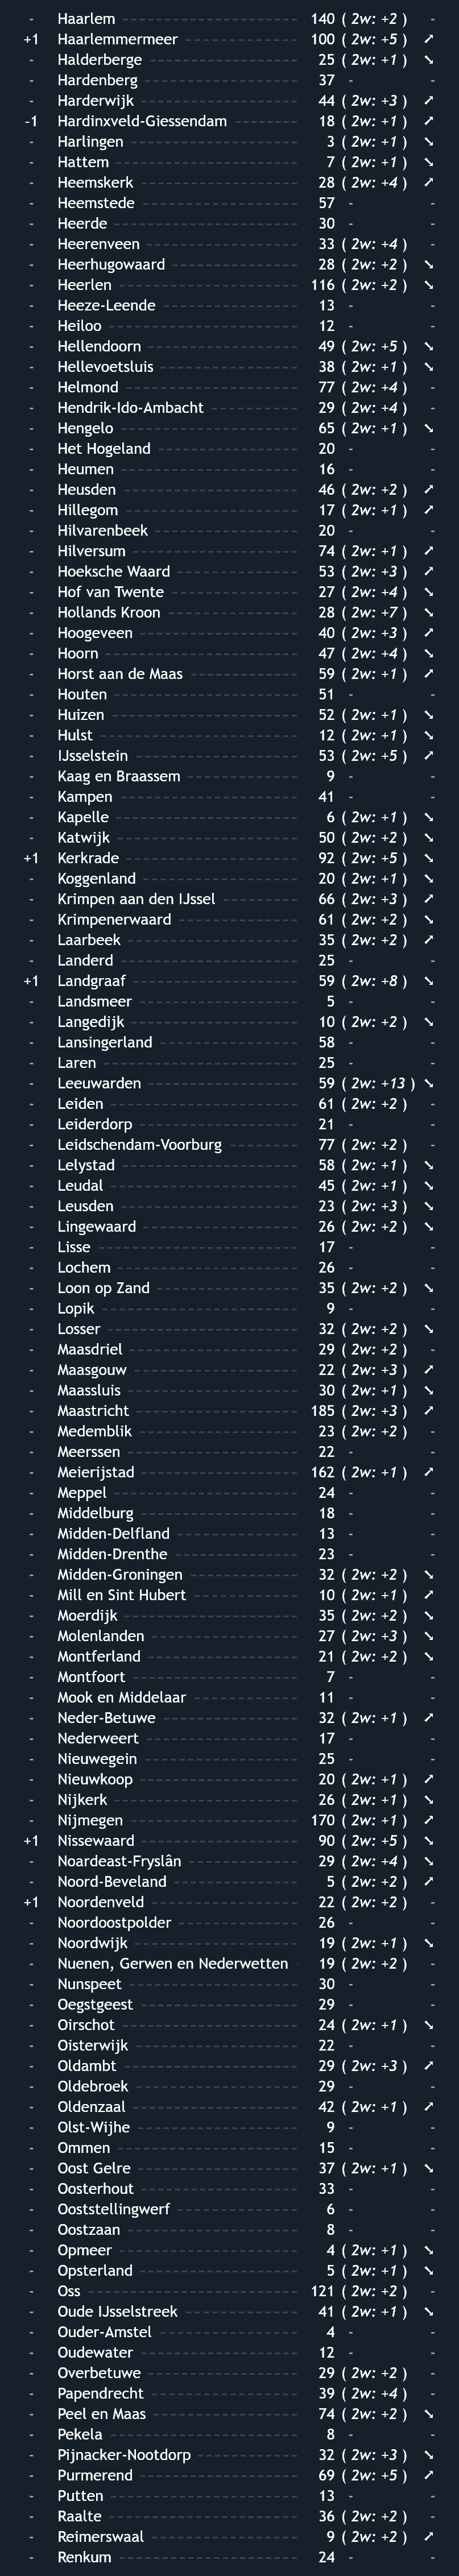 - Haarlem 140 ( 2w: +2 ) -
+1 Haarlemmermeer 100 ( 2w: +5 ) ↗
- Halderberge 25 ( 2w: +1 ) ↘
- Hardenberg 37 - -
- Harderwijk 44 ( 2w: +3 ) ↗
-1 Hardinxveld-Giessendam 18 ( 2w: +1 ) ↗
- Harlingen 3 ( 2w: +1 ) ↘
- Hattem 7 ( 2w: +1 ) ↘
- Heemskerk 28 ( 2w: +4 ) ↗
- Heemstede 57 - -
- Heerde 30 - -
- Heerenveen 33 ( 2w: +4 ) -
- Heerhugowaard 28 ( 2w: +2 ) ↘
- Heerlen 116 ( 2w: +2 ) ↘
- Heeze-Leende 13 - -
- Heiloo 12 - -
- Hellendoorn 49 ( 2w: +5 ) ↘
- Hellevoetsluis 38 ( 2w: +1 ) ↘
- Helmond 77 ( 2w: +4 ) -
- Hendrik-Ido-Ambacht 29 ( 2w: +4 ) -
- Hengelo 65 ( 2w: +1 ) ↘
- Het Hogeland 20 - -
- Heumen 16 - -
- Heusden 46 ( 2w: +2 ) ↗
- Hillegom 17 ( 2w: +1 ) ↗
- Hilvarenbeek 20 - -
- Hilversum 74 ( 2w: +1 ) ↗
- Hoeksche Waard 53 ( 2w: +3 ) ↗
- Hof van Twente 27 ( 2w: +4 ) ↘
- Hollands Kroon 28 ( 2w: +7 ) ↘
- Hoogeveen 40 ( 2w: +3 ) ↗
- Hoorn 47 ( 2w: +4 ) ↘
- Horst aan de Maas 59 ( 2w: +1 ) ↗
- Houten 51 - -
- Huizen 52 ( 2w: +1 ) ↘
- Hulst 12 ( 2w: +1 ) ↘
- IJsselstein 53 ( 2w: +5 ) ↗
- Kaag en Braassem 9 - -
- Kampen 41 - -
- Kapelle 6 ( 2w: +1 ) ↘
- Katwijk 50 ( 2w: +2 ) ↘
+1 Kerkrade 92 ( 2w: +5 ) ↘
- Koggenland 20 ( 2w: +1 ) ↘
- Krimpen aan den IJssel 66 ( 2w: +3 ) ↗
- Krimpenerwaard 61 ( 2w: +2 ) ↘
- Laarbeek 35 ( 2w: +2 ) ↗
- Landerd 25 - -
+1 Landgraaf 59 ( 2w: +8 ) ↘
- Landsmeer 5 - -
- Langedijk 10 ( 2w: +2 ) ↘
- Lansingerland 58 - -
- Laren 25 - -
- Leeuwarden 59 ( 2w: +13 ) ↘
- Leiden 61 ( 2w: +2 ) -
- Leiderdorp 21 - -
- Leidschendam-Voorburg 77 ( 2w: +2 ) -
- Lelystad 58 ( 2w: +1 ) ↘
- Leudal 45 ( 2w: +1 ) ↘
- Leusden 23 ( 2w: +3 ) ↘
- Lingewaard 26 ( 2w: +2 ) ↘
- Lisse 17 - -
- Lochem 26 - -
- Loon op Zand 35 ( 2w: +2 ) ↘
- Lopik 9 - -
- Losser 32 ( 2w: +2 ) ↘
- Maasdriel 29 ( 2w: +2 ) -
- Maasgouw 22 ( 2w: +3 ) ↗
- Maassluis 30 ( 2w: +1 ) ↘
- Maastricht 185 ( 2w: +3 ) ↗
- Medemblik 23 ( 2w: +2 ) -
- Meerssen 22 - -
- Meierijstad 162 ( 2w: +1 ) ↗
- Meppel 24 - -
- Middelburg 18 - -
- Midden-Delfland 13 - -
- Midden-Drenthe 23 - -
- Midden-Groningen 32 ( 2w: +2 ) ↘
- Mill en Sint Hubert 10 ( 2w: +1 ) ↗
- Moerdijk 35 ( 2w: +2 ) ↘
- Molenlanden 27 ( 2w: +3 ) ↘
- Montferland 21 ( 2w: +2 ) ↘
- Montfoort 7 - -
- Mook en Middelaar 11 - -
- Neder-Betuwe 32 ( 2w: +1 ) ↗
- Nederweert 17 - -
- Nieuwegein 25 - -
- Nieuwkoop 20 ( 2w: +1 ) ↗
- Nijkerk 26 ( 2w: +1 ) ↘
- Nijmegen 170 ( 2w: +1 ) ↗
+1 Nissewaard 90 ( 2w: +5 ) ↘
- Noardeast-Fryslân 29 ( 2w: +4 ) ↘
- Noord-Beveland 5 ( 2w: +2 ) ↗
+1 Noordenveld 22 ( 2w: +2 ) -
- Noordoostpolder 26 - -
- Noordwijk 19 ( 2w: +1 ) ↘
- Nuenen, Gerwen en Nederwetten 19 ( 2w: +2 ) -
- Nunspeet 30 - -
- Oegstgeest 29 - -
- Oirschot 24 ( 2w: +1 ) ↘
- Oisterwijk 22 - -
- Oldambt 29 ( 2w: +3 ) ↗
- Oldebroek 29 - -
- Oldenzaal 42 ( 2w: +1 ) ↗
- Olst-Wijhe 9 - -
- Ommen 15 - -
- Oost Gelre 37 ( 2w: +1 ) ↘
- Oosterhout 33 - -
- Ooststellingwerf 6 - -
- Oostzaan 8 - -
- Opmeer 4 ( 2w: +1 ) ↘
- Opsterland 5 ( 2w: +1 ) ↘
- Oss 121 ( 2w: +2 ) -
- Oude IJsselstreek 41 ( 2w: +1 ) ↘
- Ouder-Amstel 4 - -
- Oudewater 12 - -
- Overbetuwe 29 ( 2w: +2 ) -
- Papendrecht 39 ( 2w: +4 ) -
- Peel en Maas 74 ( 2w: +2 ) ↘
- Pekela 8 - -
- Pijnacker-Nootdorp 32 ( 2w: +3 ) ↘
- Purmerend 69 ( 2w: +5 ) ↗
- Putten 13 - -
- Raalte 36 ( 2w: +2 ) -
- Reimerswaal 9 ( 2w: +2 ) ↗
- Renkum 24 - -